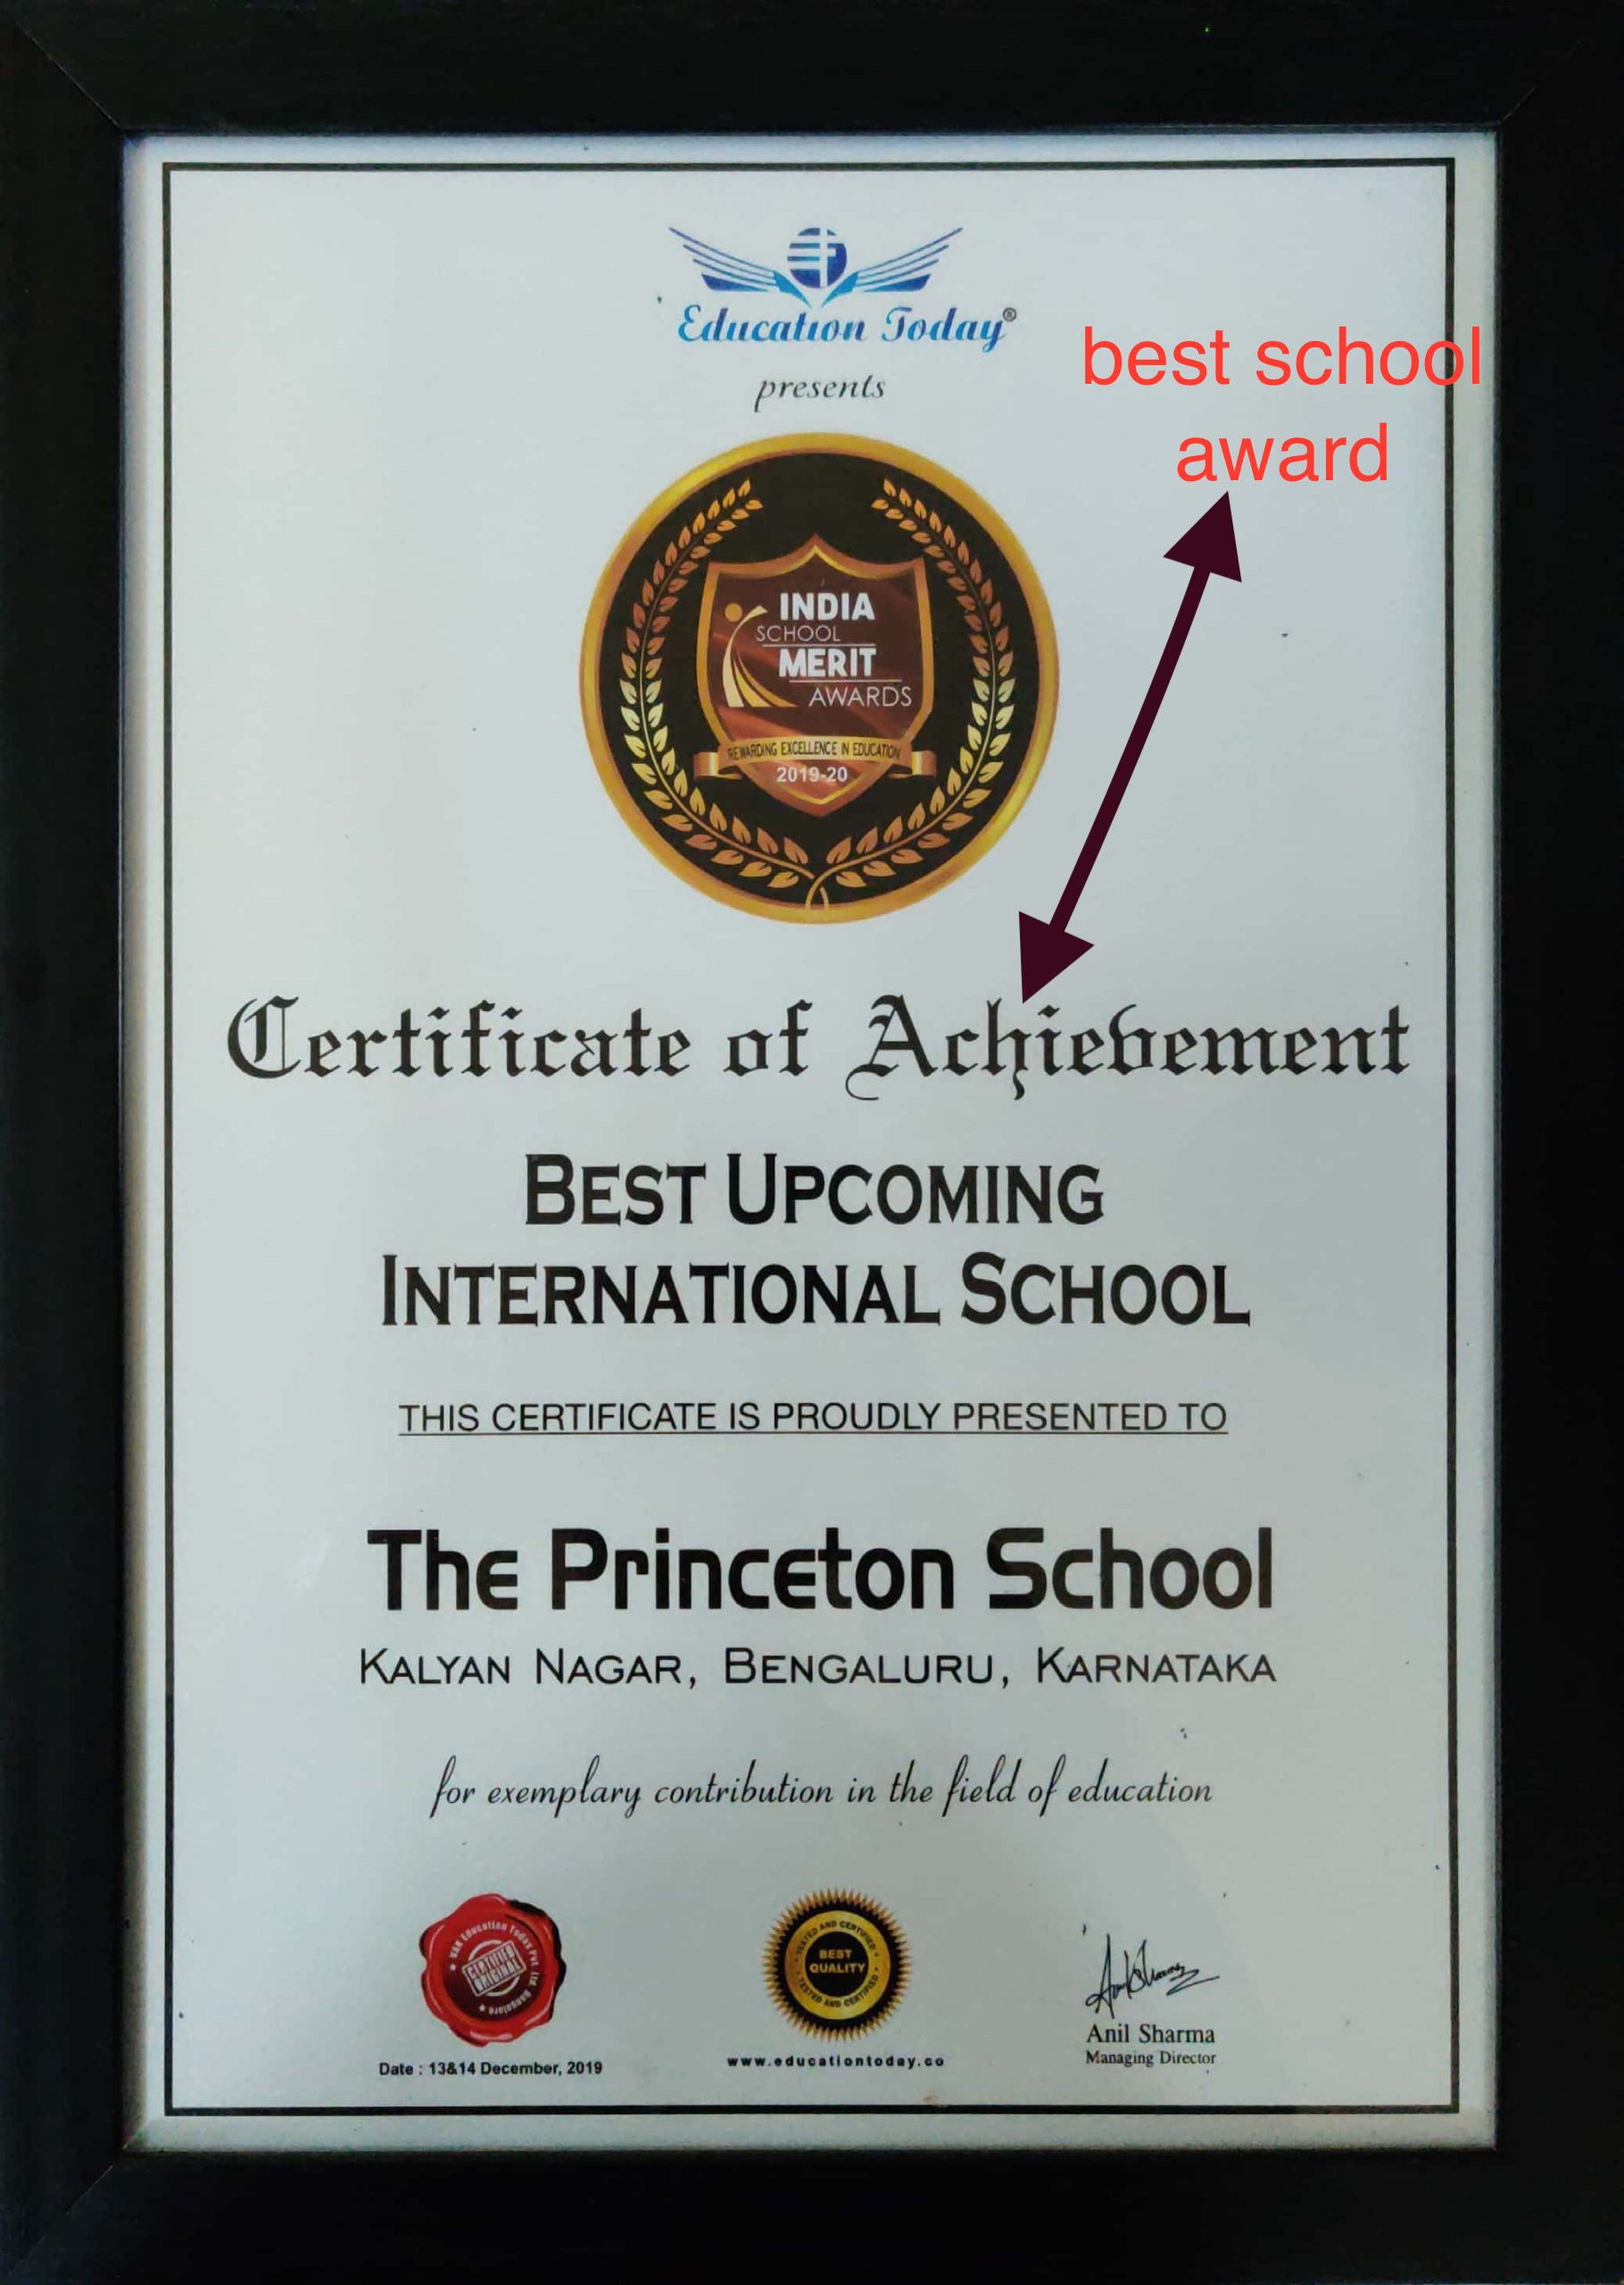 Education Today®
presents
best school
award
INDIA
SCHOOL
MERIT
AWARDS
REWARDING EXCELLENCE IN EDUCATION
2019-20
Certificate of Achievement
BEST UPCOMING
INTERNATIONAL SCHOOL
THIS CERTIFICATE IS PROUDLY PRESENTED TO
The Princeton School
KALYAN NAGAR, BENGALURU, KARNATAKA
for exemplary contribution in the field of education
Education Today Pvt. Ltd.
CERTIFIED
ORIGINAL
Bangalore
TESTED AND CERTIFIED
BEST
QUALITY
TESTED AND CERTIFIED
Anil Sharma
Managing Director
Date : 13&14 December, 2019
www.educationtoday.co